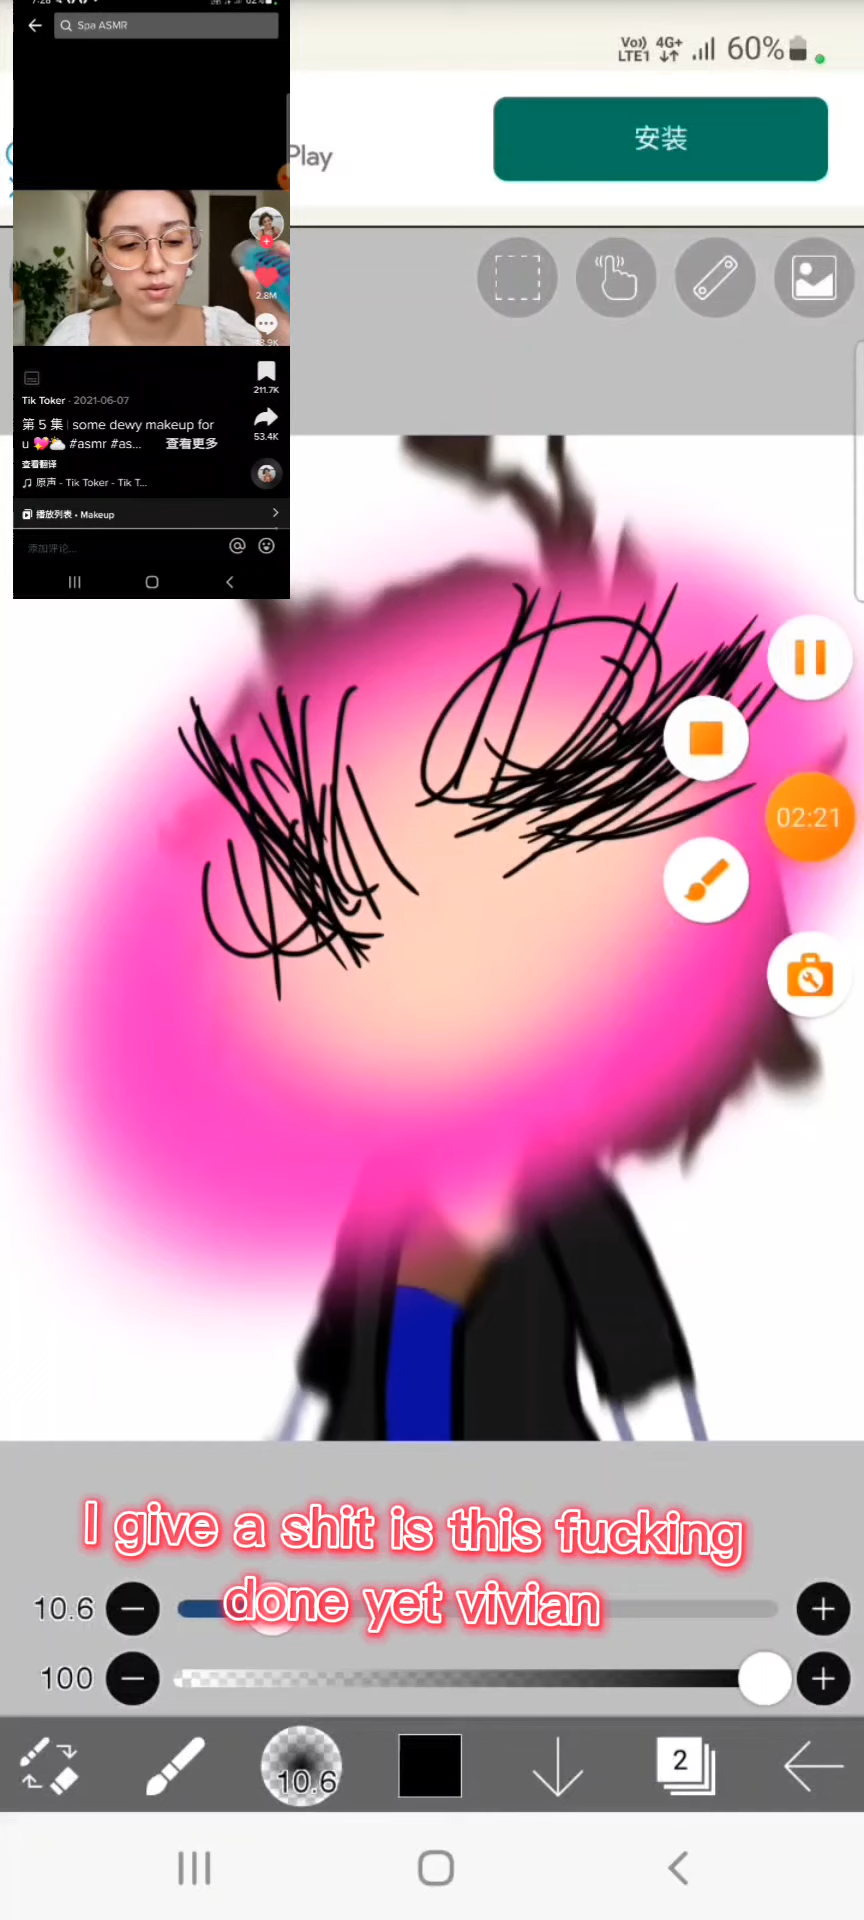 Spa ASMR
Vo)) 4G+
LTE1
60%
Play
安装
2.8M
211.7K
53.4K
Tik Toker · 2021-06-07
第 5 集 | some dewy makeup for
u 💖⛅ #asmr #as... 查看更多
查看翻译
原声 - Tik Toker - Tik T...
播放列表 • Makeup
添加评论...
02:21
I give a shit is this fucking
done yet vivian
10.6
100
10.6
2